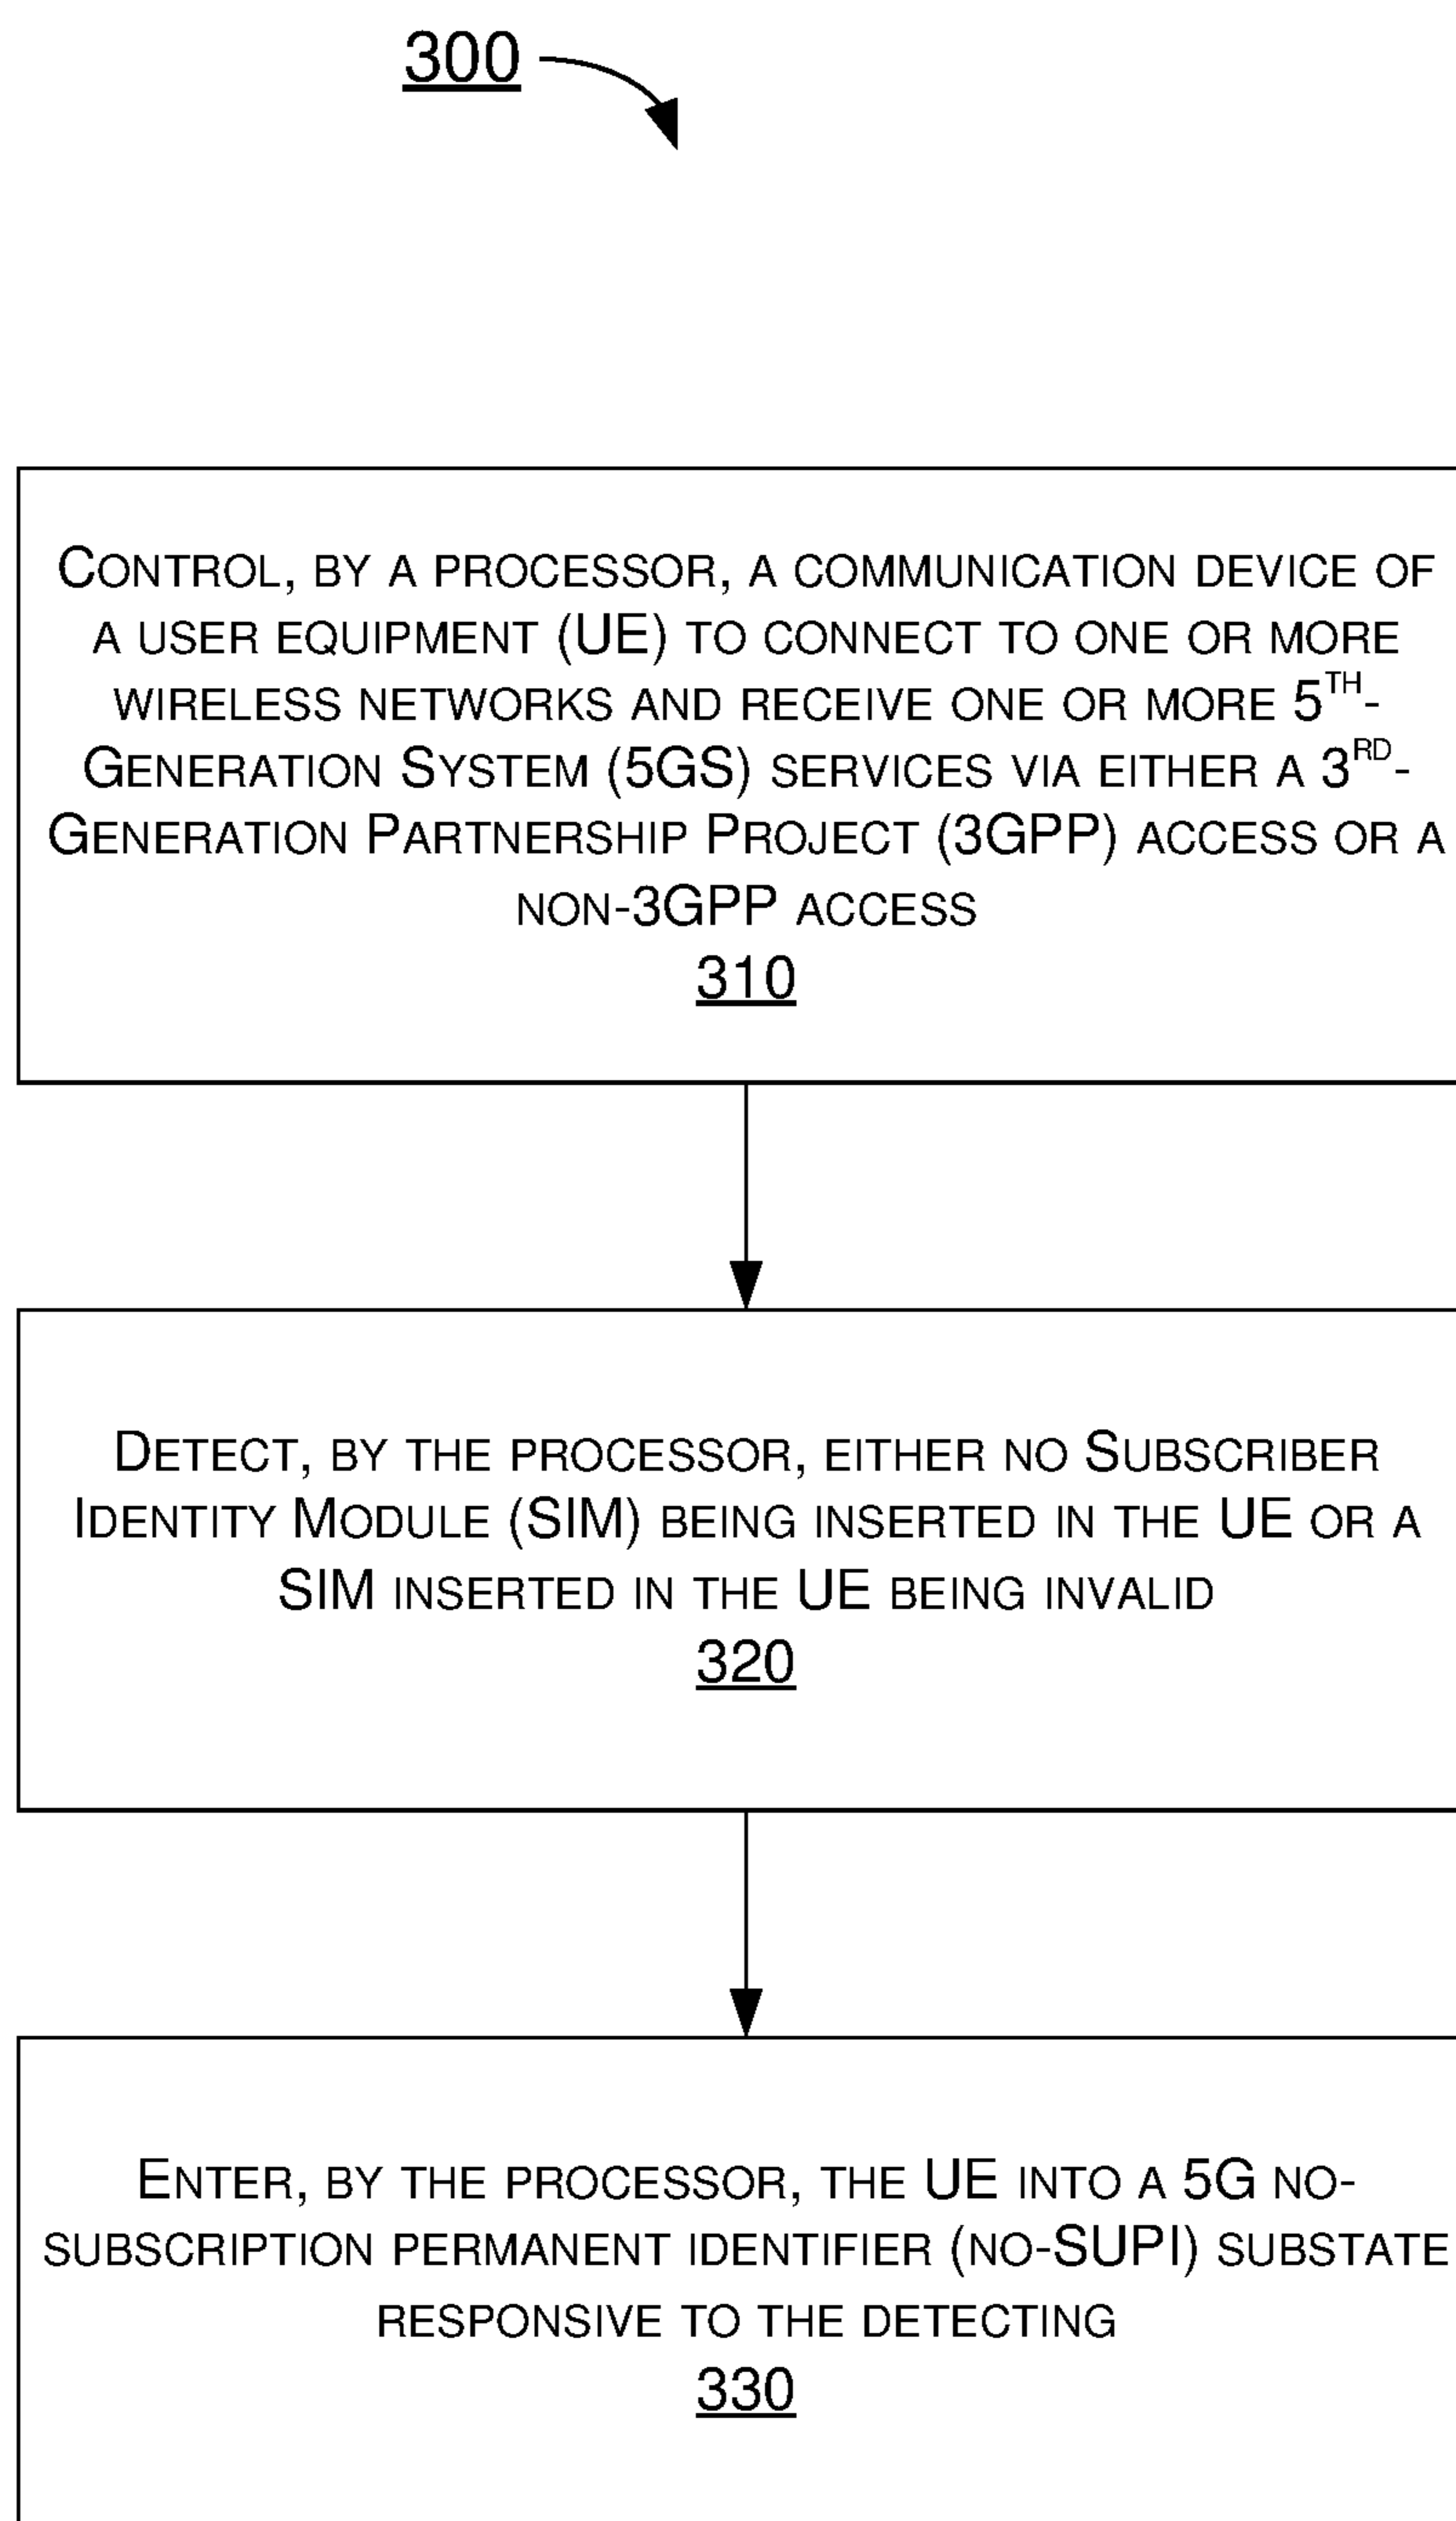 300
CONTROL, BY A PROCESSOR, A COMMUNICATION DEVICE OF
A USER EQUIPMENT (UE) TO CONNECT TO ONE OR MORE
WIRELESS NETWORKS AND RECEIVE ONE OR MORE 5TH-
GENERATION SYSTEM (5GS) SERVICES VIA EITHER A 3RD-
GENERATION PARTNERSHIP PROJECT (3GPP) ACCESS OR A
NON-3GPP ACCESS
310
DETECT, BY THE PROCESSOR, EITHER NO SUBSCRIBER
IDENTITY MODULE (SIM) BEING INSERTED IN THE UE OR A
SIM INSERTED IN THE UE BEING INVALID
320
ENTER, BY THE PROCESSOR, THE UE INTO A 5G NO-
SUBSCRIPTION PERMANENT IDENTIFIER (NO-SUPI) SUBSTATE
RESPONSIVE TO THE DETECTING
330